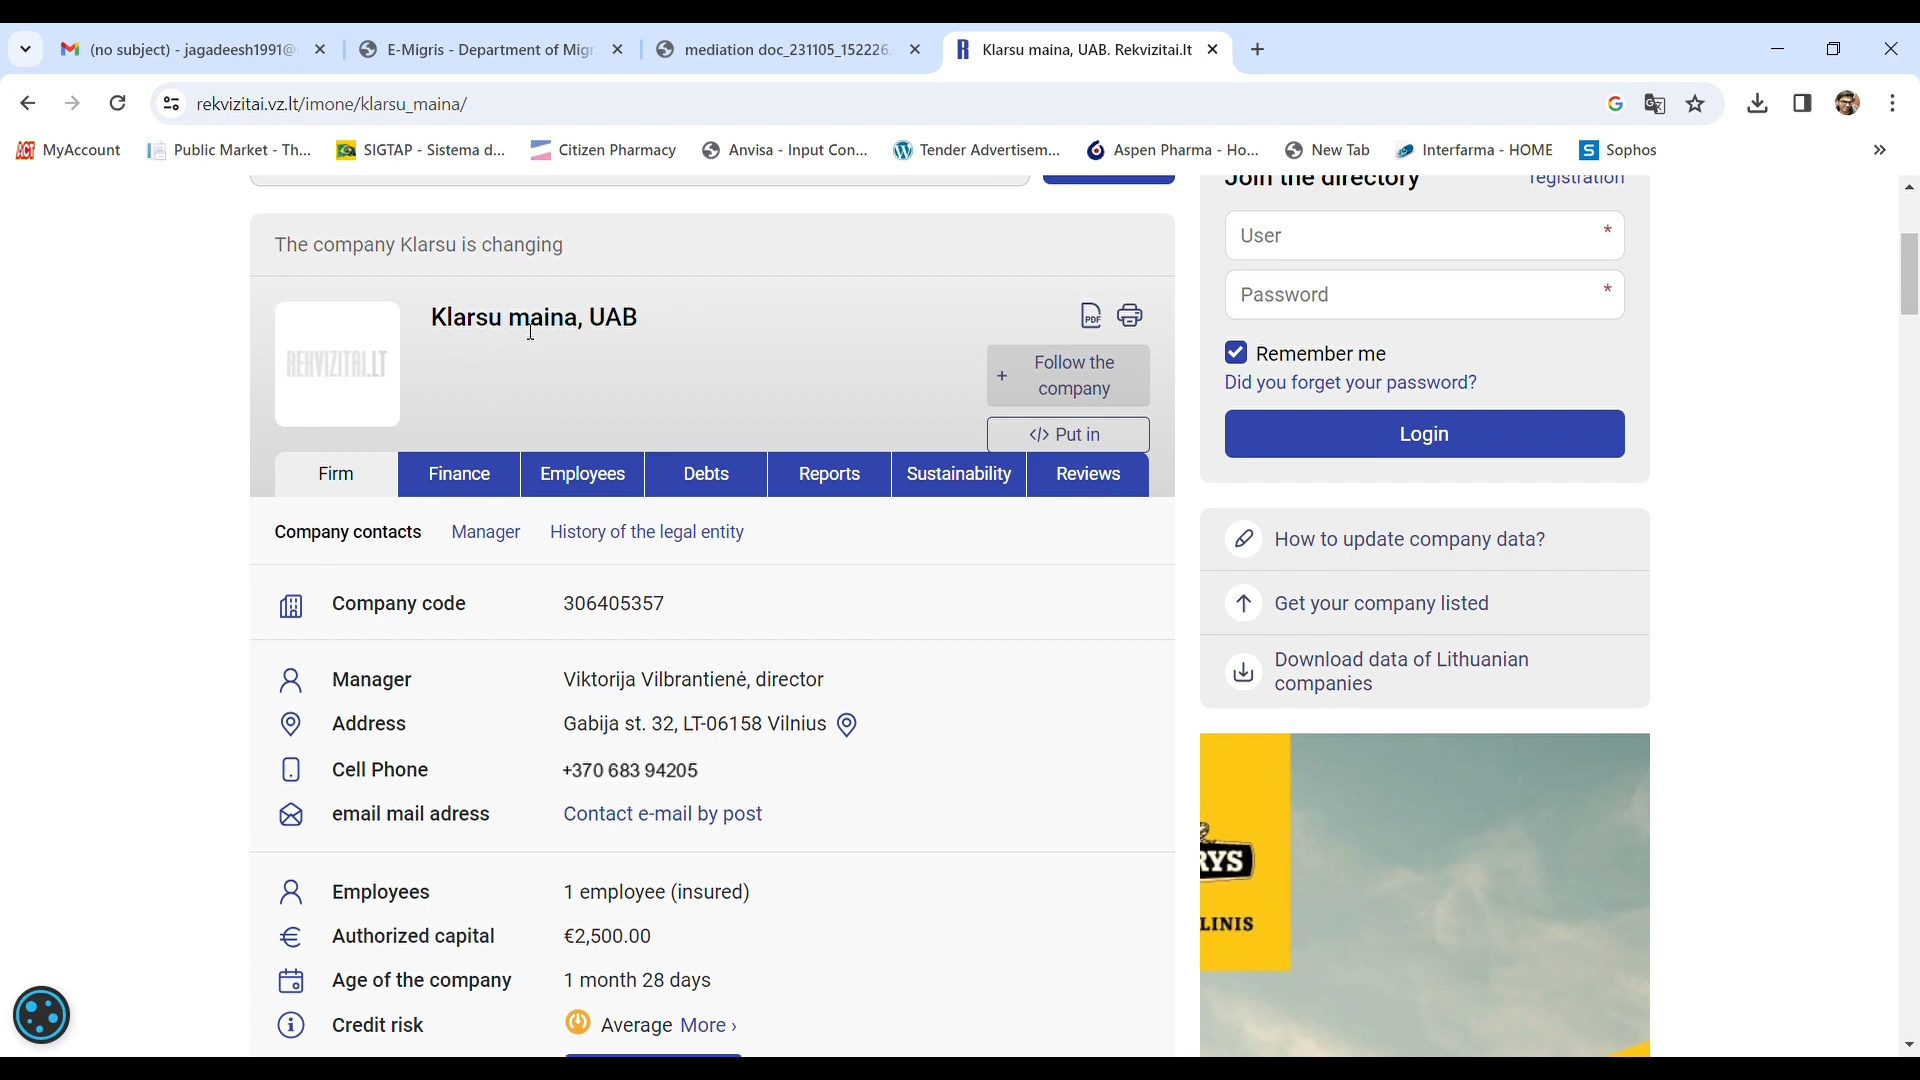 (no subject) - jagadeesh1991@
E-Migris - Department of Migr
mediation doc_231105_152226
Klarsu maina, UAB. Rekvizitai.lt
rekvizitai.vz.lt/imone/klarsu_maina/
MyAccount
Public Market - Th...
SIGTAP - Sistema d...
Citizen Pharmacy
Anvisa - Input Con...
Tender Advertisem...
Aspen Pharma - Ho...
New Tab
Interfarma - HOME
S Sophos
»
Join the directory
registration
The company Klarsu is changing
REKVIZITAI.LT
Klarsu maina, UAB
PDF
+ Follow the
company
</> Put in
Firm
Finance
Employees
Debts
Reports
Sustainability
Reviews
Company contacts
Manager
History of the legal entity
Company code 306405357
Manager Viktorija Vilbrantienė, director
Address Gabija st. 32, LT-06158 Vilnius
Cell Phone +370 683 94205
email mail adress Contact e-mail by post
Employees 1 employee (insured)
Authorized capital €2,500.00
Age of the company 1 month 28 days
Credit risk Average More ›
User *
Password *
Remember me
Did you forget your password?
Login
How to update company data?
Get your company listed
Download data of Lithuanian
companies
RYS
LINIS